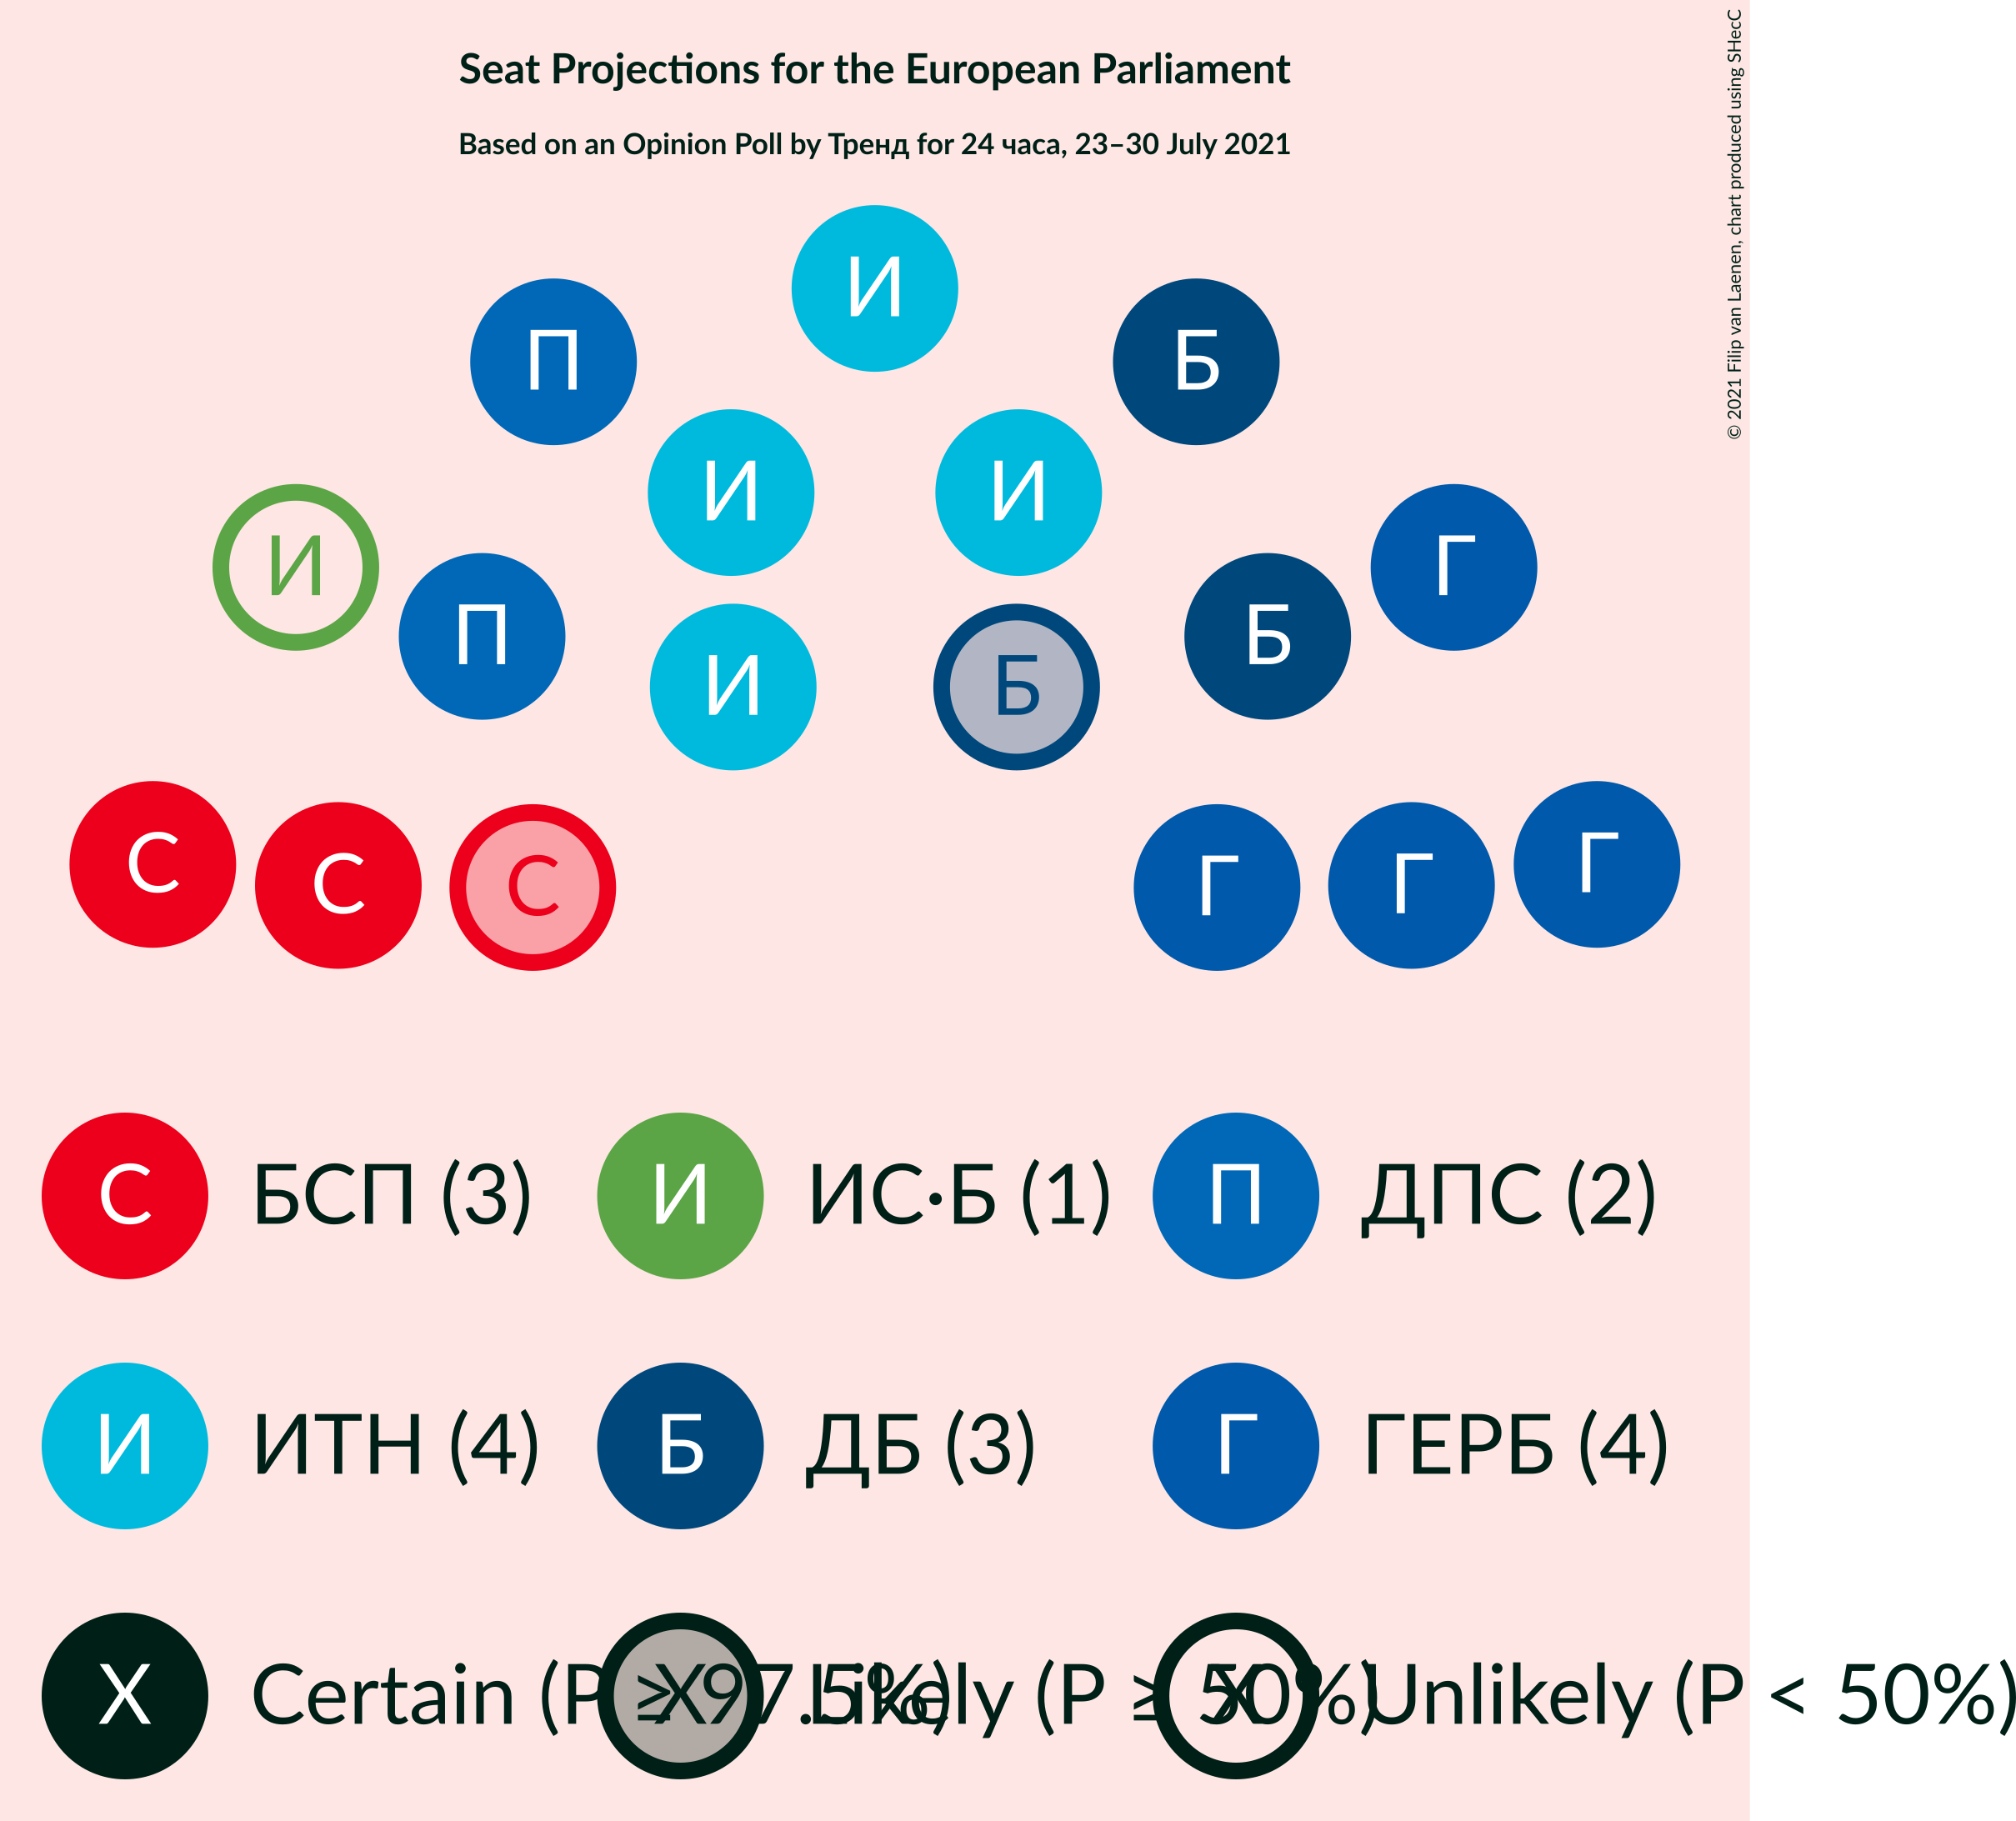 Seat Projections for the European Parliament
Based on an Opinion Poll by Тренд for 24 часа, 23–30 July 2021
© 2021 Filip van Laenen, chart produced using SHecC
И
П
Б
И
И
И
Г
П
Б
И
Б
С
С
С
Г
Г
Г
С БСП (3) И ИС·Б (1) П ДПС (2)
И ИТН (4) Б ДБ (3) Г ГЕРБ (4)
X Certain (P ≥ 97.5%) X Likely (P ≥ 50%) X Unlikely (P < 50%)